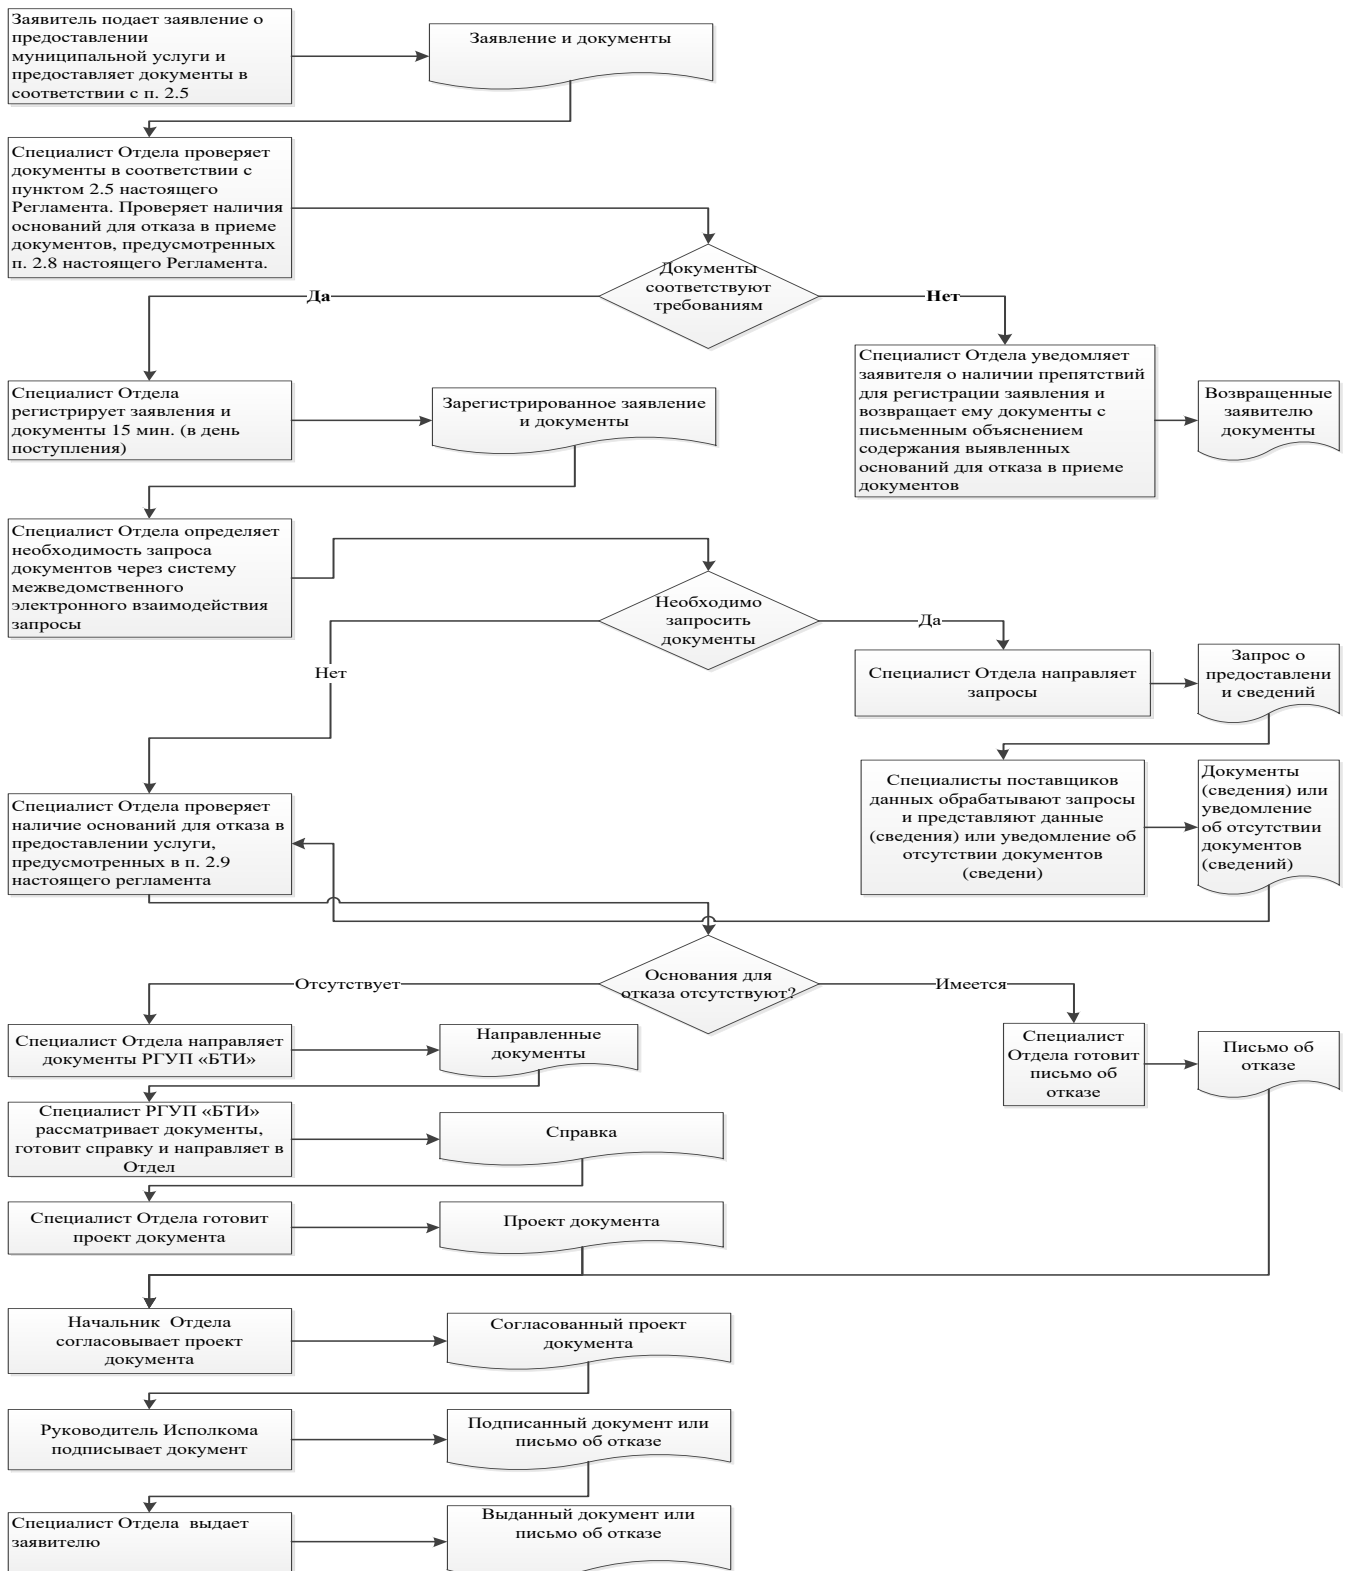 Заявитель подает заявление о
предоставлении
муниципальной услуги и
предоставляет документы в
соответствии с п. 2.5
Заявление и документы
Специалист Отдела проверяет
документы в соответствии с
пунктом 2.5 настоящего
Регламента. Проверяет наличия
оснований для отказа в приеме
документов, предусмотренных
п. 2.8 настоящего Регламента.
Документы
соответствуют
требованиям
Да
Нет
Специалист Отдела
регистрирует заявления и
документы 15 мин. (в день
поступления)
Зарегистрированное заявление
и документы
Специалист Отдела уведомляет
заявителя о наличии препятствий
для регистрации заявления и
возвращает ему документы с
письменным объяснением
содержания выявленных
оснований для отказа в приеме
документов
Возвращенные
заявителю
документы
Специалист Отдела определяет
необходимость запроса
документов через систему
межведомственного
электронного взаимодействия
запросы
Необходимо
запросить
документы
Да
Нет
Специалист Отдела направляет
запросы
Запрос о
предоставлени
и сведений
Специалисты поставщиков
данных обрабатывают запросы
и представляют данные
(сведения) или уведомление об
отсутствии документов
(сведени)
Документы
(сведения) или
уведомление
об отсутствии
документов
(сведений)
Специалист Отдела проверяет
наличие оснований для отказа в
предоставлении услуги,
предусмотренных в п. 2.9
настоящего регламента
Основания для
отказа отсутствуют?
Отсутствует
Имеется
Специалист Отдела направляет
документы РГУП «БТИ»
Направленные
документы
Специалист
Отдела готовит
письмо об
отказе
Письмо об
отказе
Специалист РГУП «БТИ»
рассматривает документы,
готовит справку и направляет в
Отдел
Справка
Специалист Отдела готовит
проект документа
Проект документа
Начальник  Отдела
согласовывает проект
документа
Согласованный проект
документа
Руководитель Исполкома
подписывает документ
Подписанный документ или
письмо об отказе
Специалист Отдела  выдает
заявителю
Выданный документ или
письмо об отказе